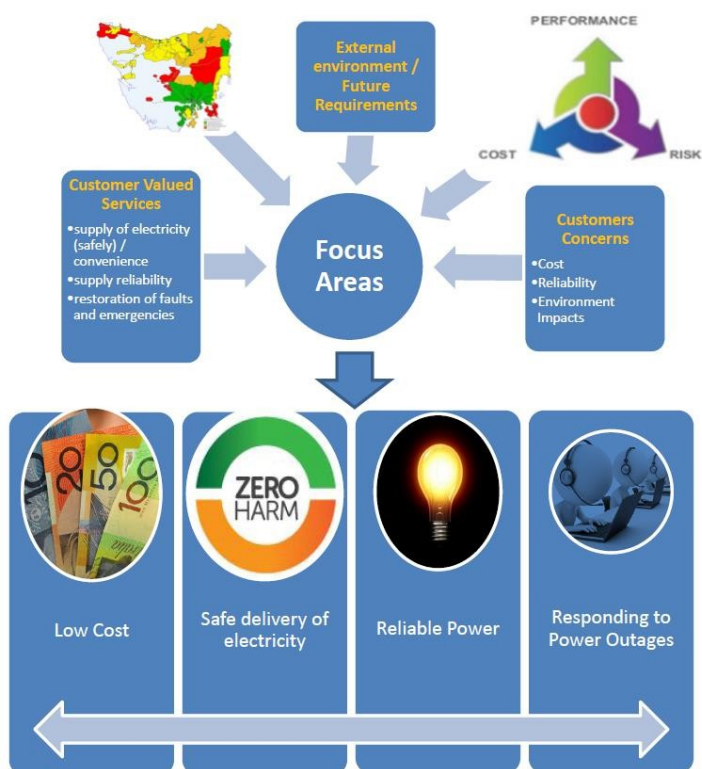 PERFORMANCE
COST
RISK
External
environment /
Future
Requirements
Customer Valued
Services
•supply of electricity
(safely) /
convenience
•supply reliability
•restoration of faults
and emergencies
Focus
Areas
Customers
Concerns
•Cost
•Reliability
•Environment
Impacts
10
20
50
100
Australia
ZERO
HARM
Low Cost
Safe delivery of
electricity
Reliable Power
Responding to
Power Outages